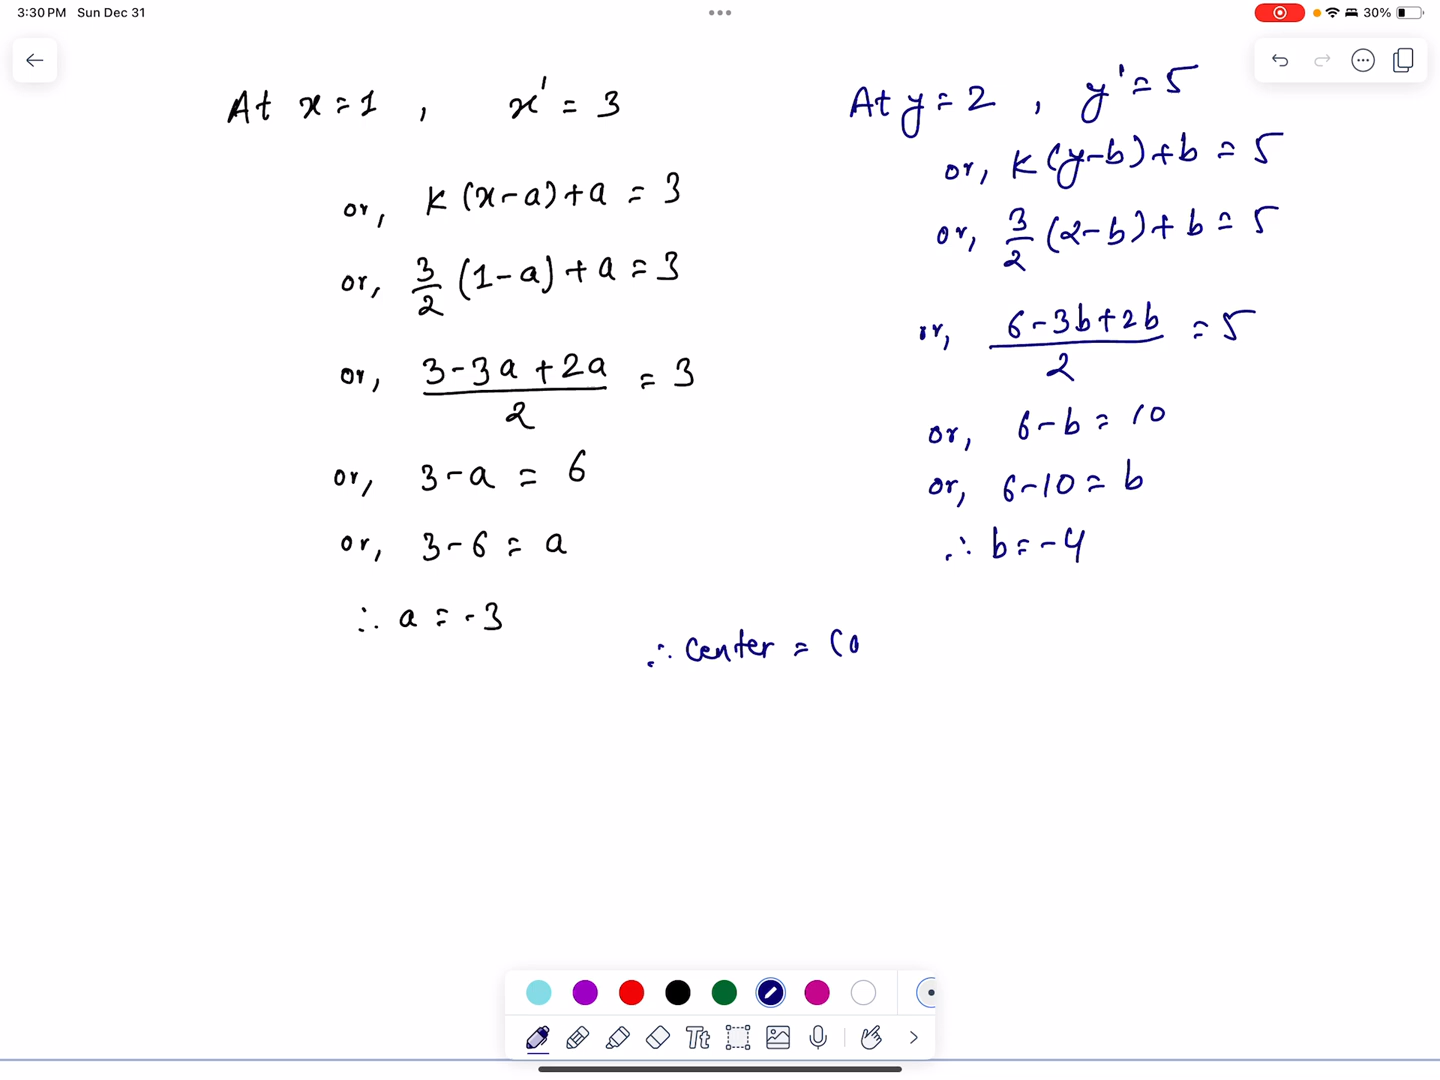 3:30 PM Sun Dec 31
30%
At x = 1 , x' = 3
or, K (x - a) + a = 3
or, 3/2 (1 - a) + a = 3
or, (3 - 3a + 2a)/2 = 3
or, 3 - a = 6
or, 3 - 6 = a
∴ a = -3
At y = 2 , y' = 5
or, K (y - b) + b = 5
or, 3/2 (2 - b) + b = 5
or, (6 - 3b + 2b)/2 = 5
or, 6 - b = 10
or, 6 - 10 = b
∴ b = -4
∴ Center = (a
Tt